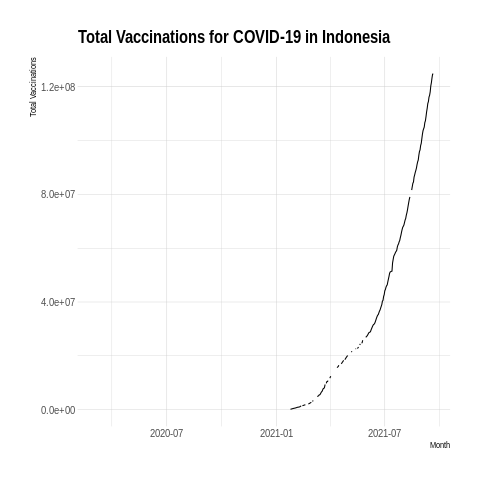 Total Vaccinations for COVID-19 in Indonesia
Total Vaccinations
1.2e+08
8.0e+07
4.0e+07
0.0e+00
2020-07
2021-01
2021-07
Month